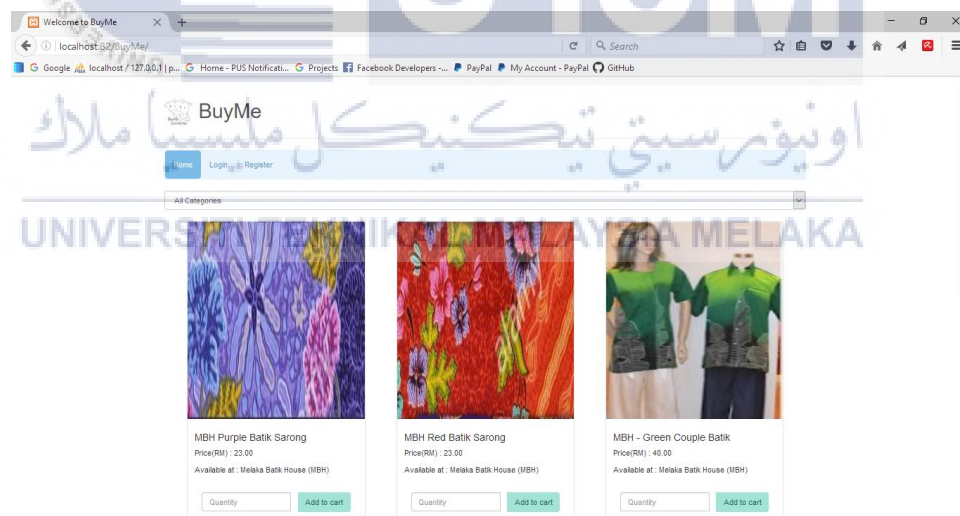 Welcome to BuyMe
localhost:82/BuyMe/
Search
Google localhost / 127.0.0.1 | p... Home - PUS Notificati... Projects Facebook Developers -... PayPal My Account - PayPal GitHub
BuyMe
اونيۏرسيتي تيكنيكل مليسيا ملاك
Home Login Register
All Categories
UNIVERSITI TEKNIKAL MALAYSIA MELAKA
MBH Purple Batik Sarong
Price(RM) : 23.00
Available at : Melaka Batik House (MBH)
Quantity Add to cart
MBH Red Batik Sarong
Price(RM) : 23.00
Available at : Melaka Batik House (MBH)
Quantity Add to cart
MBH - Green Couple Batik
Price(RM) : 40.00
Available at : Melaka Batik House (MBH)
Quantity Add to cart